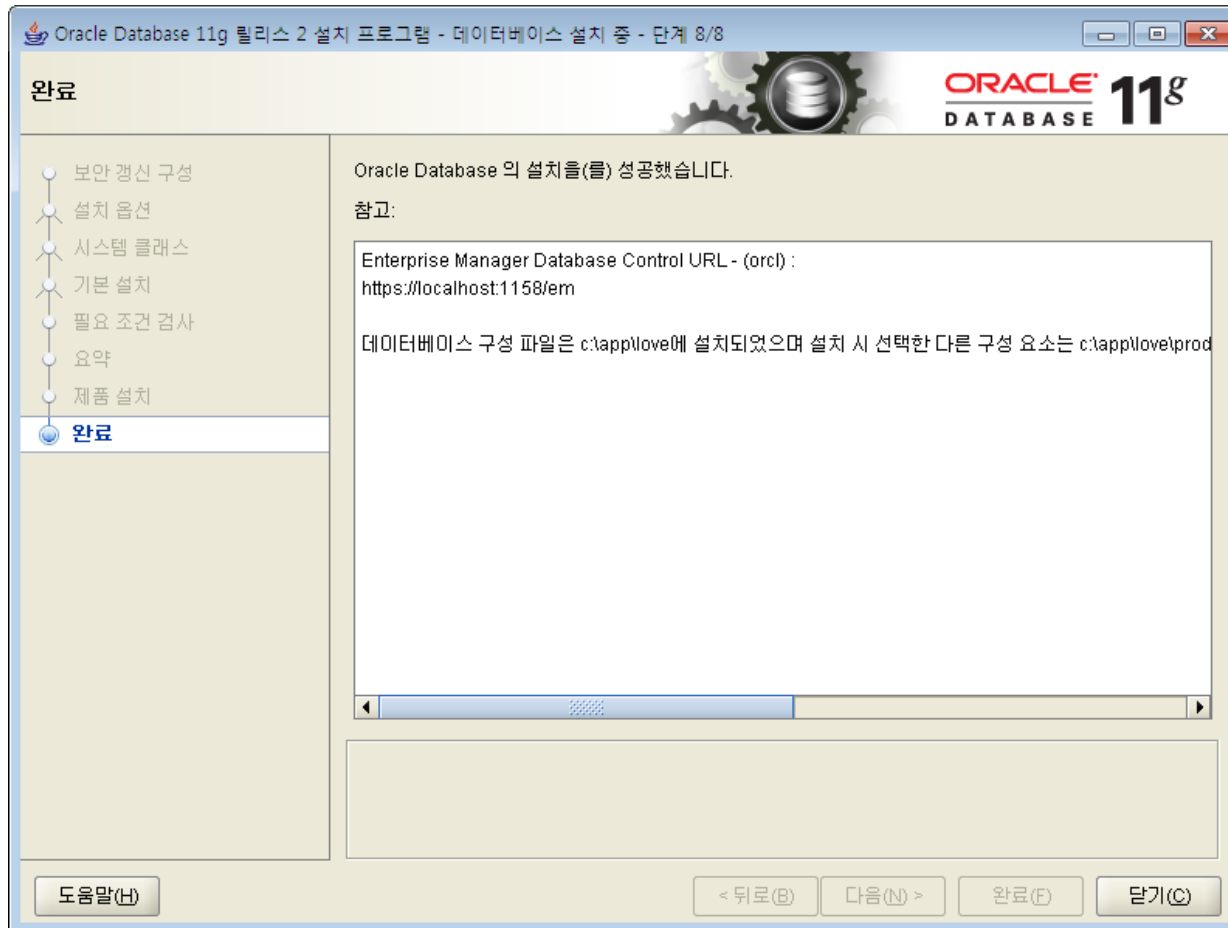 Oracle Database 11g 릴리스 2 설치 프로그램 - 데이터베이스 설치 중 - 단계 8/8
완료
ORACLE
DATABASE
11g
보안 갱신 구성
설치 옵션
시스템 클래스
기본 설치
필요 조건 검사
요약
제품 설치
완료
Oracle Database 의 설치을(를) 성공했습니다.
참고:
Enterprise Manager Database Control URL - (orcl) :
https://localhost:1158/em
데이터베이스 구성 파일은 c:\app\love에 설치되었으며 설치 시 선택한 다른 구성 요소는 c:\app\love\prod
도움말(H)
< 뒤로(B)
다음(N) >
완료(F)
닫기(C)